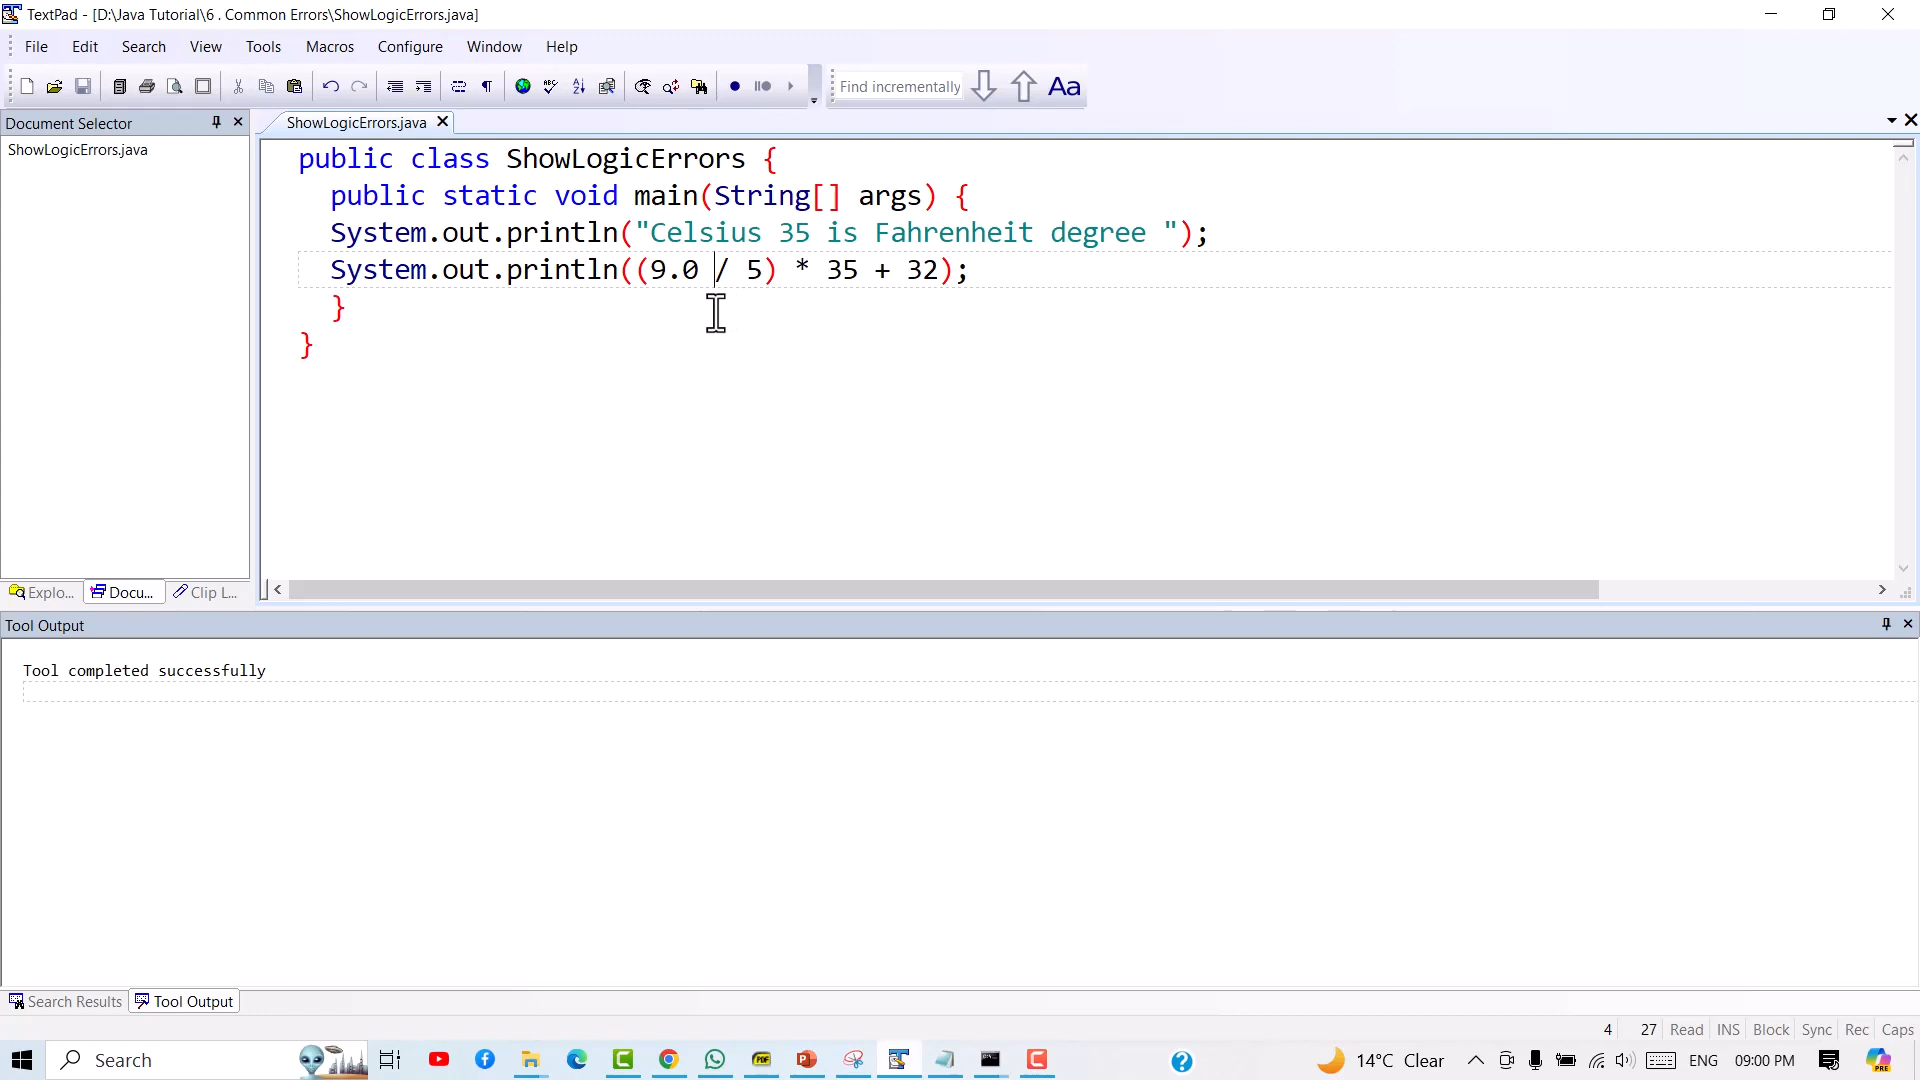 TextPad - [D:\Java Tutorial\6 . Common Errors\ShowLogicErrors.java]
File Edit Search View Tools Macros Configure Window Help
Find incrementally Aa
Document Selector
ShowLogicErrors.java
ShowLogicErrors.java
public class ShowLogicErrors {
public static void main(String[] args) {
System.out.println("Celsius 35 is Fahrenheit degree ");
System.out.println((9.0 / 5) * 35 + 32);
}
}
Explo... Docu... Clip L...
Tool Output
Tool completed successfully
Search Results Tool Output
4 27 Read INS Block Sync Rec Caps
Search 14°C Clear ENG 09:00 PM